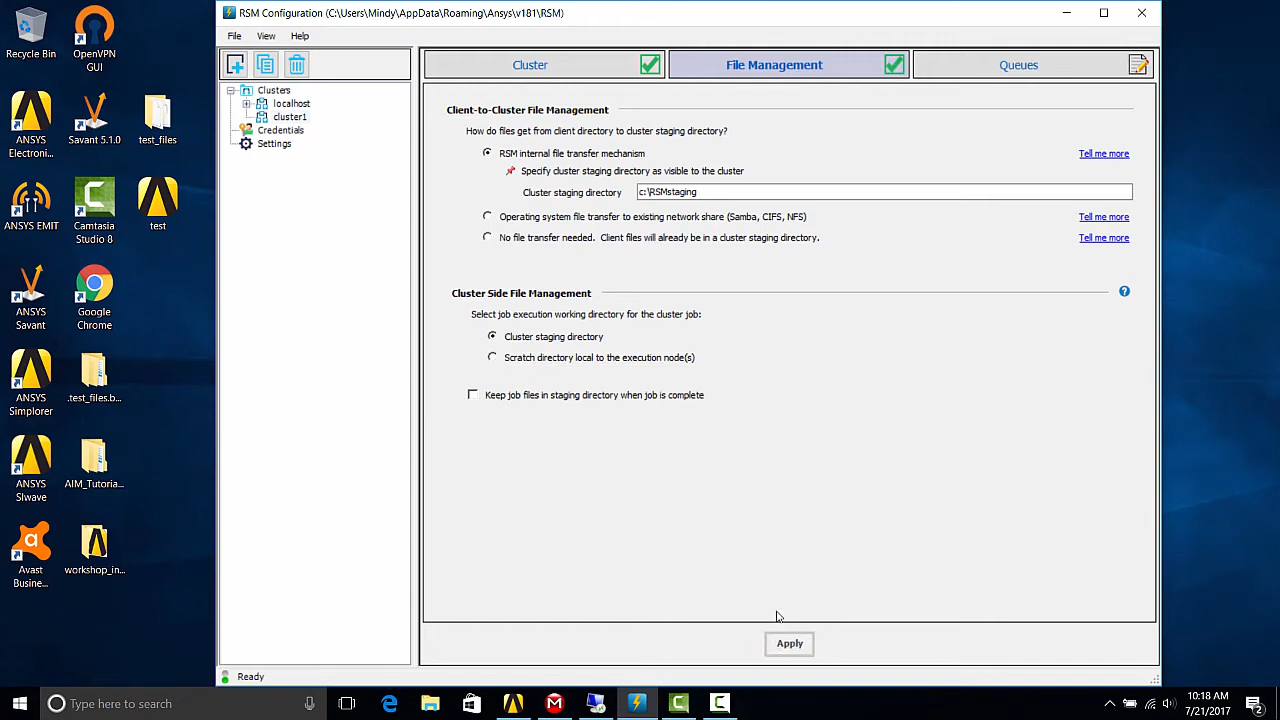 RSM Configuration (C:\Users\Mindy\AppData\Roaming\Ansys\v181\RSM)
File View Help
Cluster
File Management
Queues
Clusters
localhost
cluster1
Credentials
Settings
Client-to-Cluster File Management
How do files get from client directory to cluster staging directory?
RSM internal file transfer mechanism
Tell me more
Specify cluster staging directory as visible to the cluster
Cluster staging directory
c:\RSMstaging
Operating system file transfer to existing network share (Samba, CIFS, NFS)
Tell me more
No file transfer needed. Client files will already be in a cluster staging directory.
Tell me more
Cluster Side File Management
?
Select job execution working directory for the cluster job:
Cluster staging directory
Scratch directory local to the execution node(s)
Keep job files in staging directory when job is complete
Apply
Ready
Recycle Bin
OpenVPN
GUI
ANSYS
Electroni...
Savant 5.1.0
test_files
ANSYS EMIT
Camtasia
Studio 8
test
ANSYS
Savant
Google
Chrome
ANSYS
Simplorer
.test_files.b...
ANSYS
SIwave
AIM_Tutoria...
Avast
Busine...
workshop_in...
Type here to search
10:18 AM
7/21/2017
2